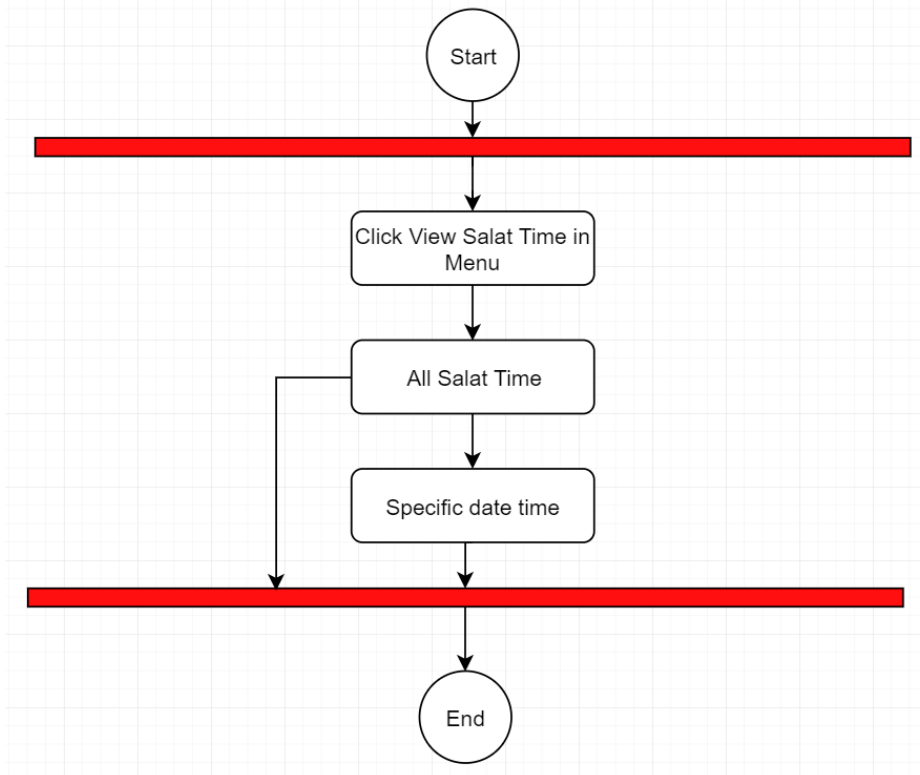 Start
Click View Salat Time in
Menu
All Salat Time
Specific date time
End